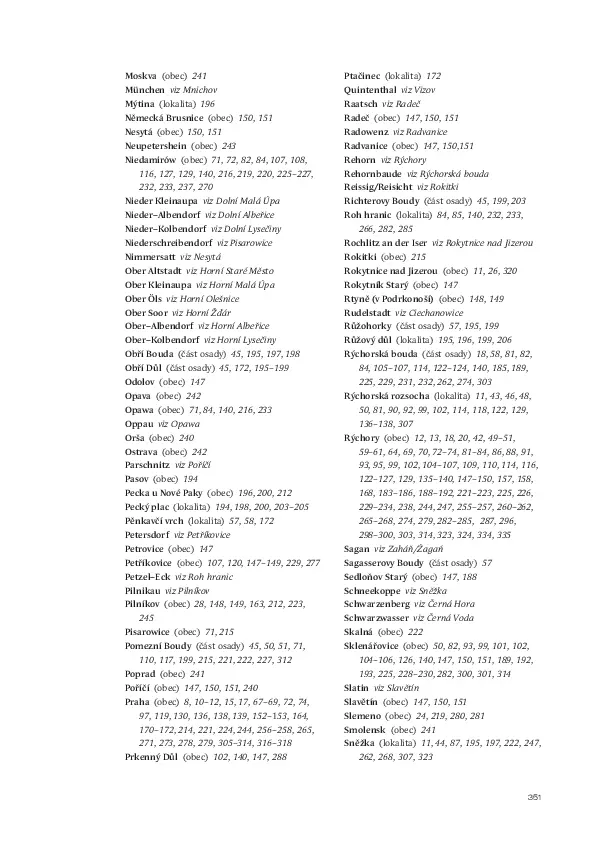 Moskva (obec) 241
München viz Mnichov
Mýtina (lokalita) 196
Německá Brusnice (obec) 150, 151
Nesytá (obec) 150, 151
Neupetershein (obec) 243
Niedamirów (obec) 71, 72, 82, 84, 107, 108,
116, 127, 129, 140, 216, 219, 220, 225–227,
232, 233, 237, 270
Nieder Kleinaupa viz Dolní Malá Úpa
Nieder–Albendorf viz Dolní Albeřice
Nieder–Kolbendorf viz Dolní Lysečiny
Niederschreibendorf viz Pisarowice
Nimmersatt viz Nesytá
Ober Altstadt viz Horní Staré Město
Ober Kleinaupa viz Horní Malá Úpa
Ober Öls viz Horní Olešnice
Ober Soor viz Horní Žďár
Ober–Albendorf viz Horní Albeřice
Ober–Kolbendorf viz Horní Lysečiny
Obří Bouda (část osady) 45, 195, 197, 198
Obří Důl (část osady) 45, 172, 195–199
Odolov (obec) 147
Opava (obec) 242
Opawa (obec) 71, 84, 140, 216, 233
Oppau viz Opawa
Orša (obec) 240
Ostrava (obec) 242
Parschnitz viz Poříčí
Pasov (obec) 194
Pecka u Nové Paky (obec) 196, 200, 212
Pecký plac (lokalita) 194, 198, 200, 203–205
Pěnkavčí vrch (lokalita) 57, 58, 172
Petersdorf viz Petříkovice
Petrovice (obec) 147
Petříkovice (obec) 107, 120, 147–149, 229, 277
Petzel–Eck viz Roh hranic
Pilnikau viz Pilníkov
Pilníkov (obec) 28, 148, 149, 163, 212, 223,
245
Pisarowice (obec) 71, 215
Pomezní Boudy (část osady) 45, 50, 51, 71,
110, 117, 199, 215, 221, 222, 227, 312
Poprad (obec) 241
Poříčí (obec) 147, 150, 151, 240
Praha (obec) 8, 10–12, 15, 17, 67–69, 72, 74,
97, 119, 130, 136, 138, 139, 152–153, 164,
170–172, 214, 221, 224, 244, 256–258, 265,
271, 273, 278, 279, 305–314, 316–318
Prkenný Důl (obec) 102, 140, 147, 288
Ptačinec (lokalita) 172
Quintenthal viz Vizov
Raatsch viz Radeč
Radeč (obec) 147, 150, 151
Radowenz viz Radvanice
Radvanice (obec) 147, 150,151
Rehorn viz Rýchory
Rehornbaude viz Rýchorská bouda
Reissig/Reisicht viz Rokitki
Richterovy Boudy (část osady) 45, 199, 203
Roh hranic (lokalita) 84, 85, 140, 232, 233,
266, 282, 285
Rochlitz an der Iser viz Rokytnice nad Jizerou
Rokitki (obec) 215
Rokytnice nad Jizerou (obec) 11, 26, 320
Rokytník Starý (obec) 147
Rtyně (v Podrkonoší) (obec) 148, 149
Rudelstadt viz Ciechanowice
Růžohorky (část osady) 57, 195, 199
Růžový důl (lokalita) 195, 196, 199, 206
Rýchorská bouda (část osady) 18, 58, 81, 82,
84, 105–107, 114, 122–124, 140, 185, 189,
225, 229, 231, 232, 262, 274, 303
Rýchorská rozsocha (lokalita) 11, 43, 46, 48,
50, 81, 90, 92, 99, 102, 114, 118, 122, 129,
136–138, 307
Rýchory (obec) 12, 13, 18, 20, 42, 49–51,
59–61, 64, 69, 70, 72–74, 81–84, 86, 88, 91,
93, 95, 99, 102, 104–107, 109, 110, 114, 116,
122–127, 129, 135–140, 147–150, 157, 158,
168, 183–186, 188–192, 221–223, 225, 226,
229–234, 238, 244, 247, 255–257, 260–262,
265–268, 274, 279, 282–285, 287, 296,
298–300, 303, 314, 323, 324, 334, 335
Sagan viz Zaháň/Żagań
Sagasserovy Boudy (část osady) 57
Sedloňov Starý (obec) 147, 188
Schneekoppe viz Sněžka
Schwarzenberg viz Černá Hora
Schwarzwasser viz Černá Voda
Skalná (obec) 222
Sklenářovice (obec) 50, 82, 93, 99, 101, 102,
104–106, 126, 140, 147, 150, 151, 189, 192,
193, 225, 228–230, 282, 300, 301, 314
Slatin viz Slavětín
Slavětín (obec) 147, 150, 151
Slemeno (obec) 24, 219, 280, 281
Smolensk (obec) 241
Sněžka (lokalita) 11, 44, 87, 195, 197, 222, 247,
262, 268, 307, 323
351